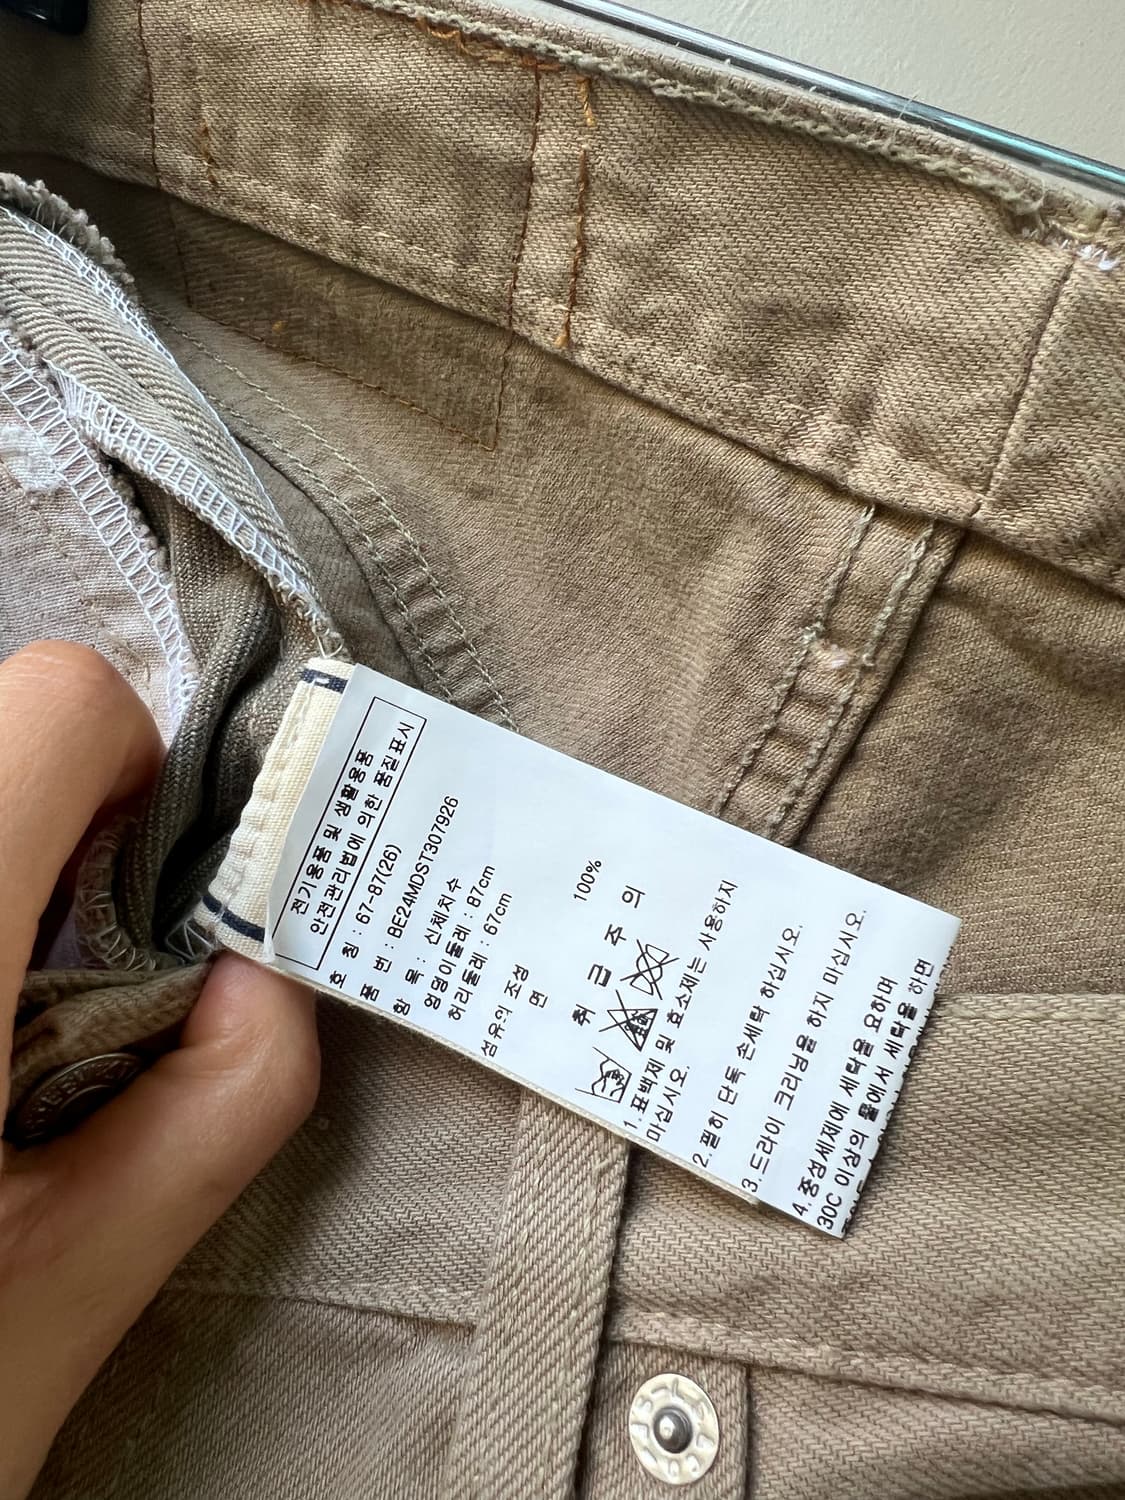 전기용품 및 생활용품
안전관리법에 의한 품질표시
호 칭 : 67-87(26)
품 번 : BE24MDST307926
항 목 : 신체치수
엉덩이둘레 : 87cm
허리둘레 : 67cm
섬유의 조성
면 100%
취 급 주 의
1. 표백제 및 효소제는 사용하지
마십시오.
2. 필히 단독 손세탁 하십시오.
3. 드라이 크리닝을 하지 마십시오.
4. 중성세제에 세탁을 요하며
30C 이상의 물에서 세탁을 하면